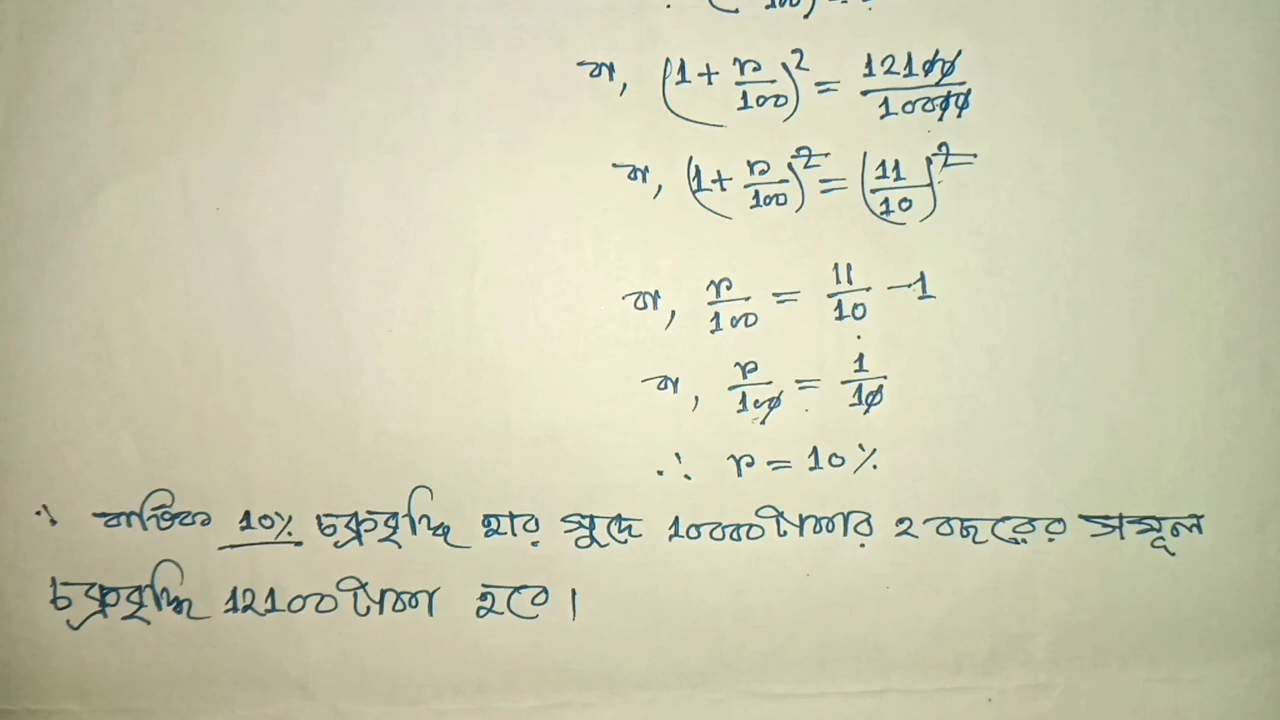 বা, (1 + r/100)² = 12100/10000
বা, (1 + r/100)² = (11/10)²
বা, r/100 = 11/10 - 1
বা, r/100 = 1/10
∴ r = 10%
∴ বার্ষিক 10% চক্রবৃদ্ধি হার সুদে 10000 টাকার 2 বছরের সমূল
চক্রবৃদ্ধি 12100 টাকা হবে।